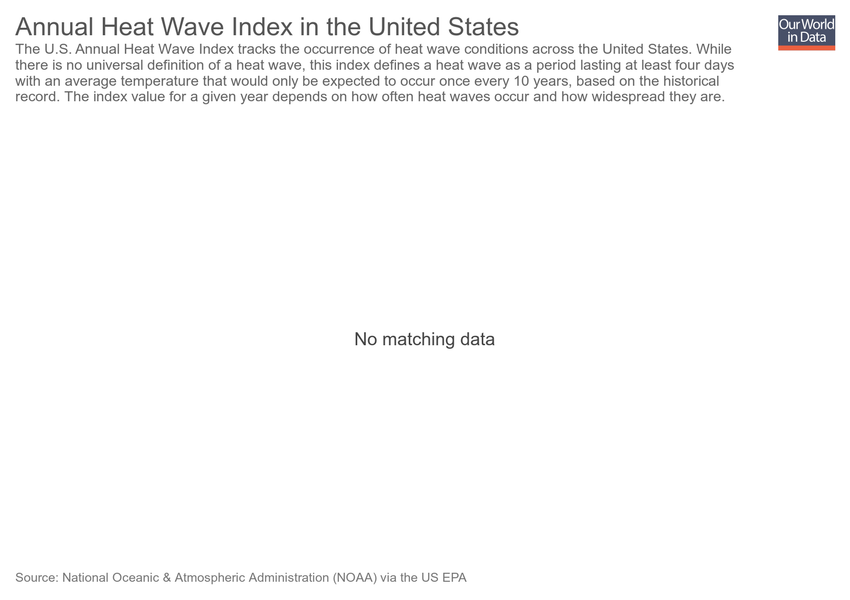 Annual Heat Wave Index in the United States
Our World
in Data
The U.S. Annual Heat Wave Index tracks the occurrence of heat wave conditions across the United States. While
there is no universal definition of a heat wave, this index defines a heat wave as a period lasting at least four days
with an average temperature that would only be expected to occur once every 10 years, based on the historical
record. The index value for a given year depends on how often heat waves occur and how widespread they are.
No matching data
Source: National Oceanic & Atmospheric Administration (NOAA) via the US EPA